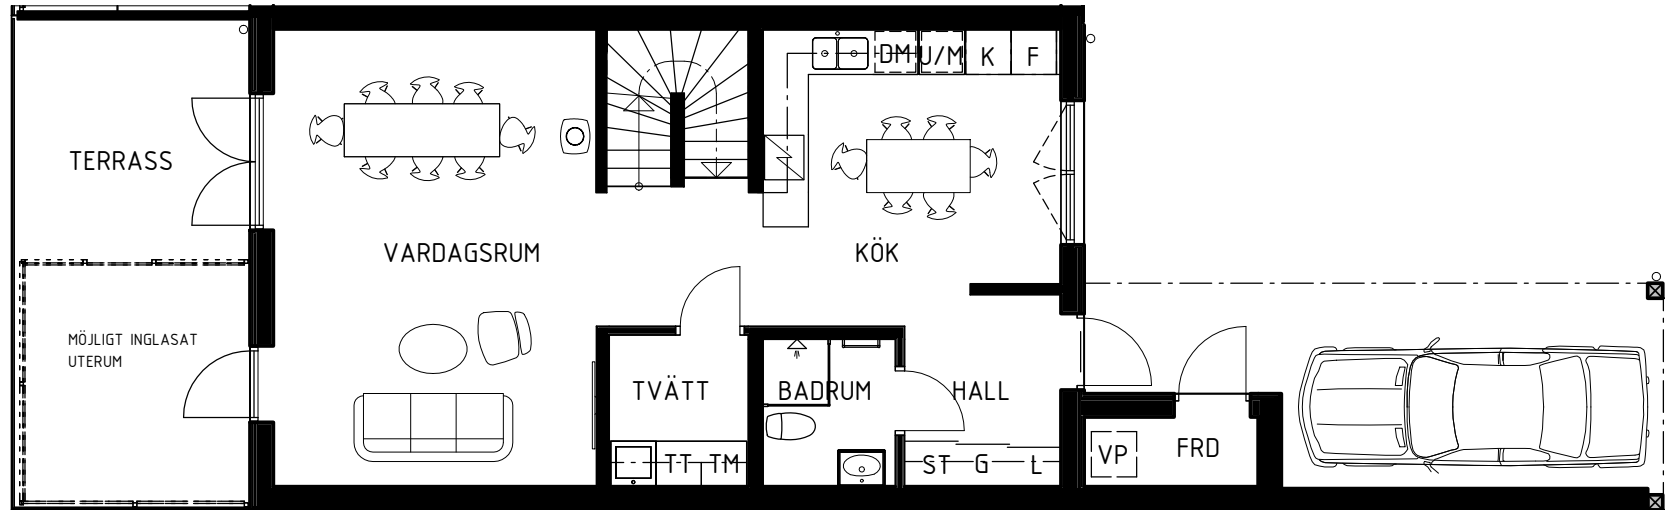 DM U/M K F
TERRASS
VARDAGSRUM
KÖK
MÖJLIGT INGLASAT
UTERUM
TVÄTT
BADRUM
HALL
TT TM
ST G L
VP
FRD